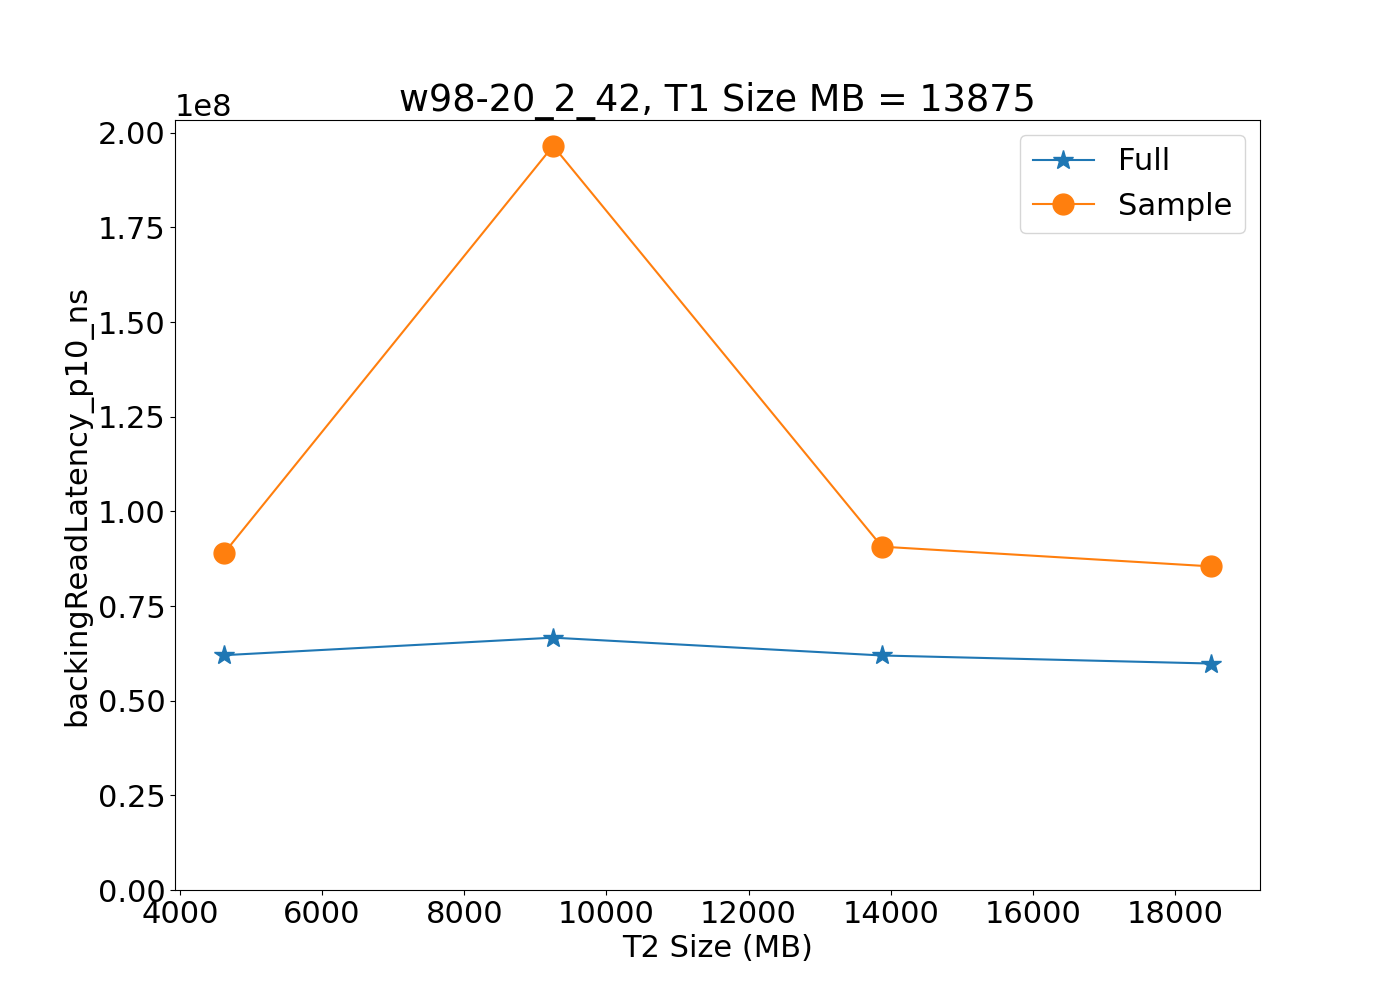 w98-20_2_42, T1 Size MB = 13875
1e8
2.00
1.75
1.50
1.25
1.00
0.75
0.50
0.25
0.00
backingReadLatency_p10_ns
Full
Sample
4000 6000 8000 10000 12000 14000 16000 18000
T2 Size (MB)